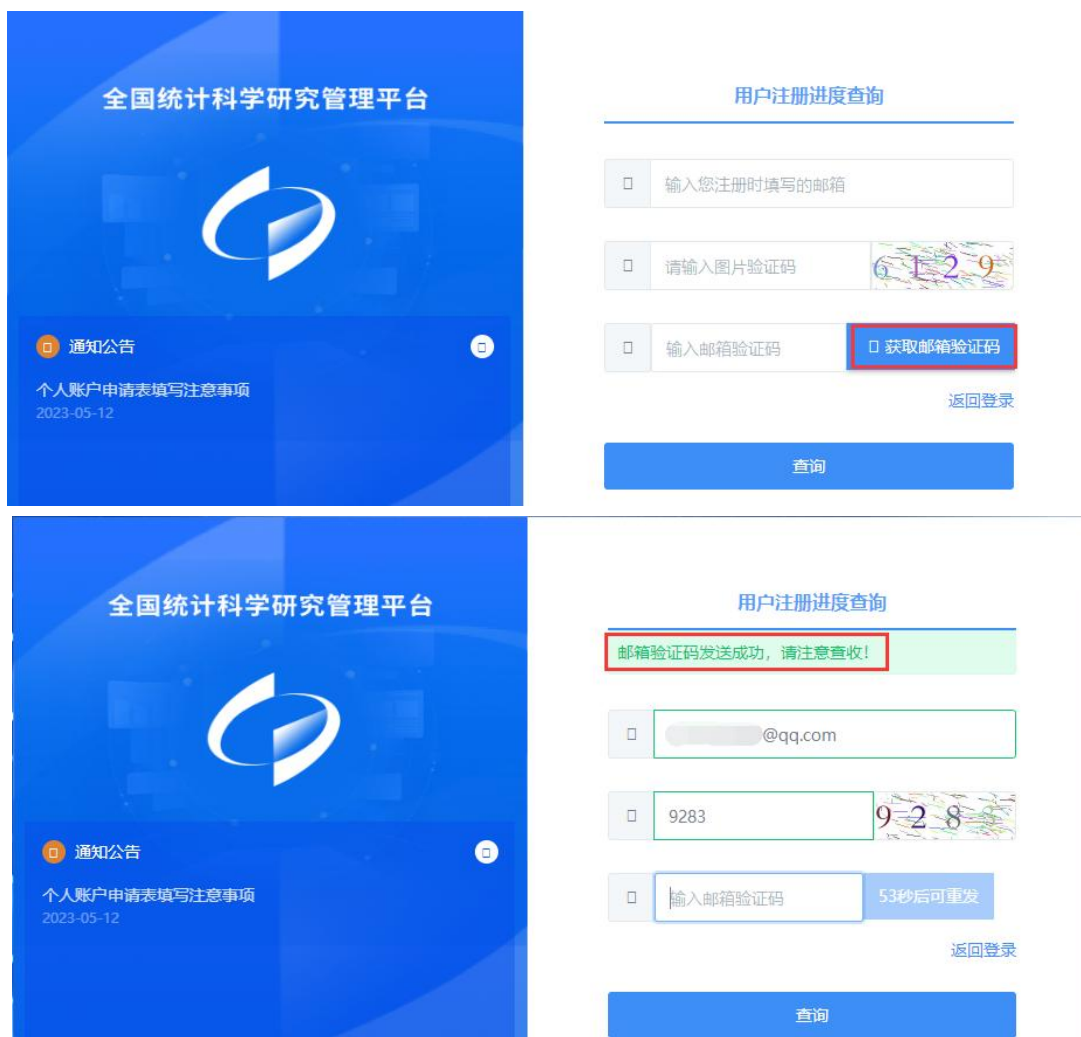 全国统计科学研究管理平台
通知公告
个人账户申请表填写注意事项
2023-05-12
用户注册进度查询
输入您注册时填写的邮箱
请输入图片验证码
6129
输入邮箱验证码
获取邮箱验证码
返回登录
查询
全国统计科学研究管理平台
通知公告
个人账户申请表填写注意事项
2023-05-12
用户注册进度查询
邮箱验证码发送成功，请注意查收！
@qq.com
9283
928
输入邮箱验证码
53秒后可重发
返回登录
查询